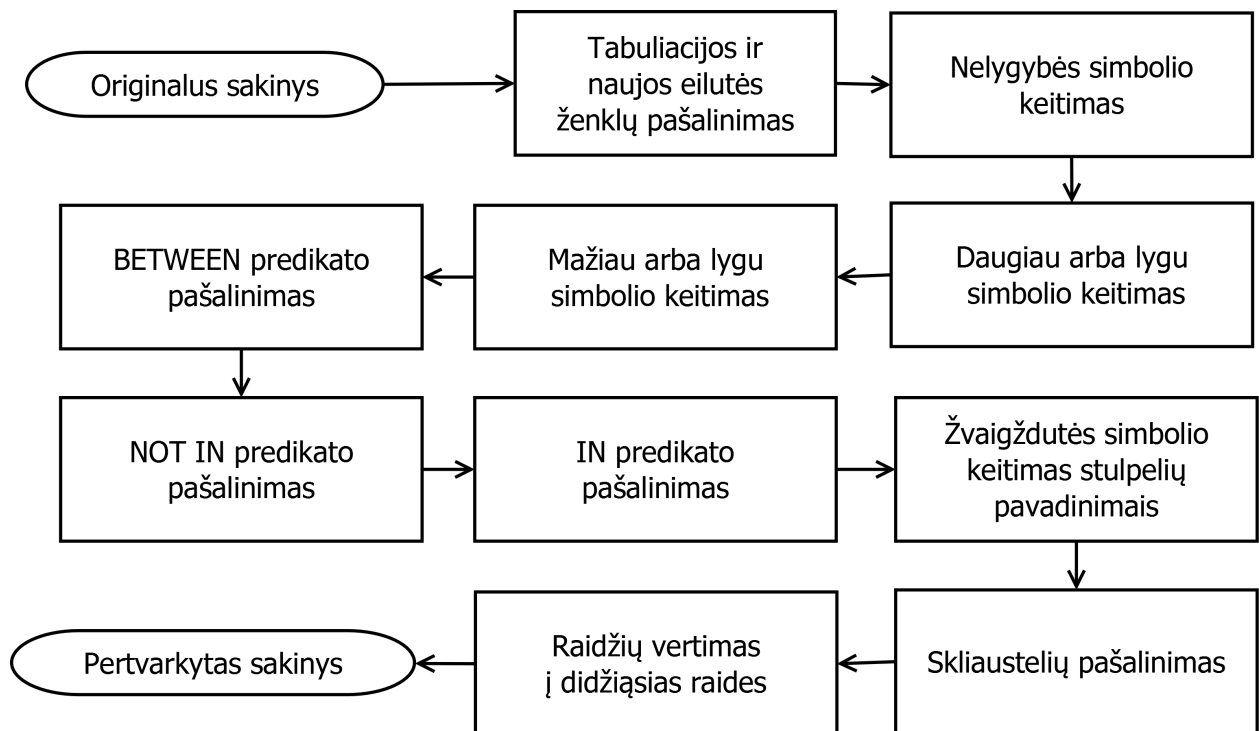 Originalus sakinys
Tabuliacijos ir
naujos eilutės
ženklų pašalinimas
Nelygybės simbolio
keitimas
Daugiau arba lygu
simbolio keitimas
Mažiau arba lygu
simbolio keitimas
BETWEEN predikato
pašalinimas
NOT IN predikato
pašalinimas
IN predikato
pašalinimas
Žvaigždutės simbolio
keitimas stulpelių
pavadinimais
Skliaustelių pašalinimas
Raidžių vertimas
į didžiąsias raides
Pertvarkytas sakinys